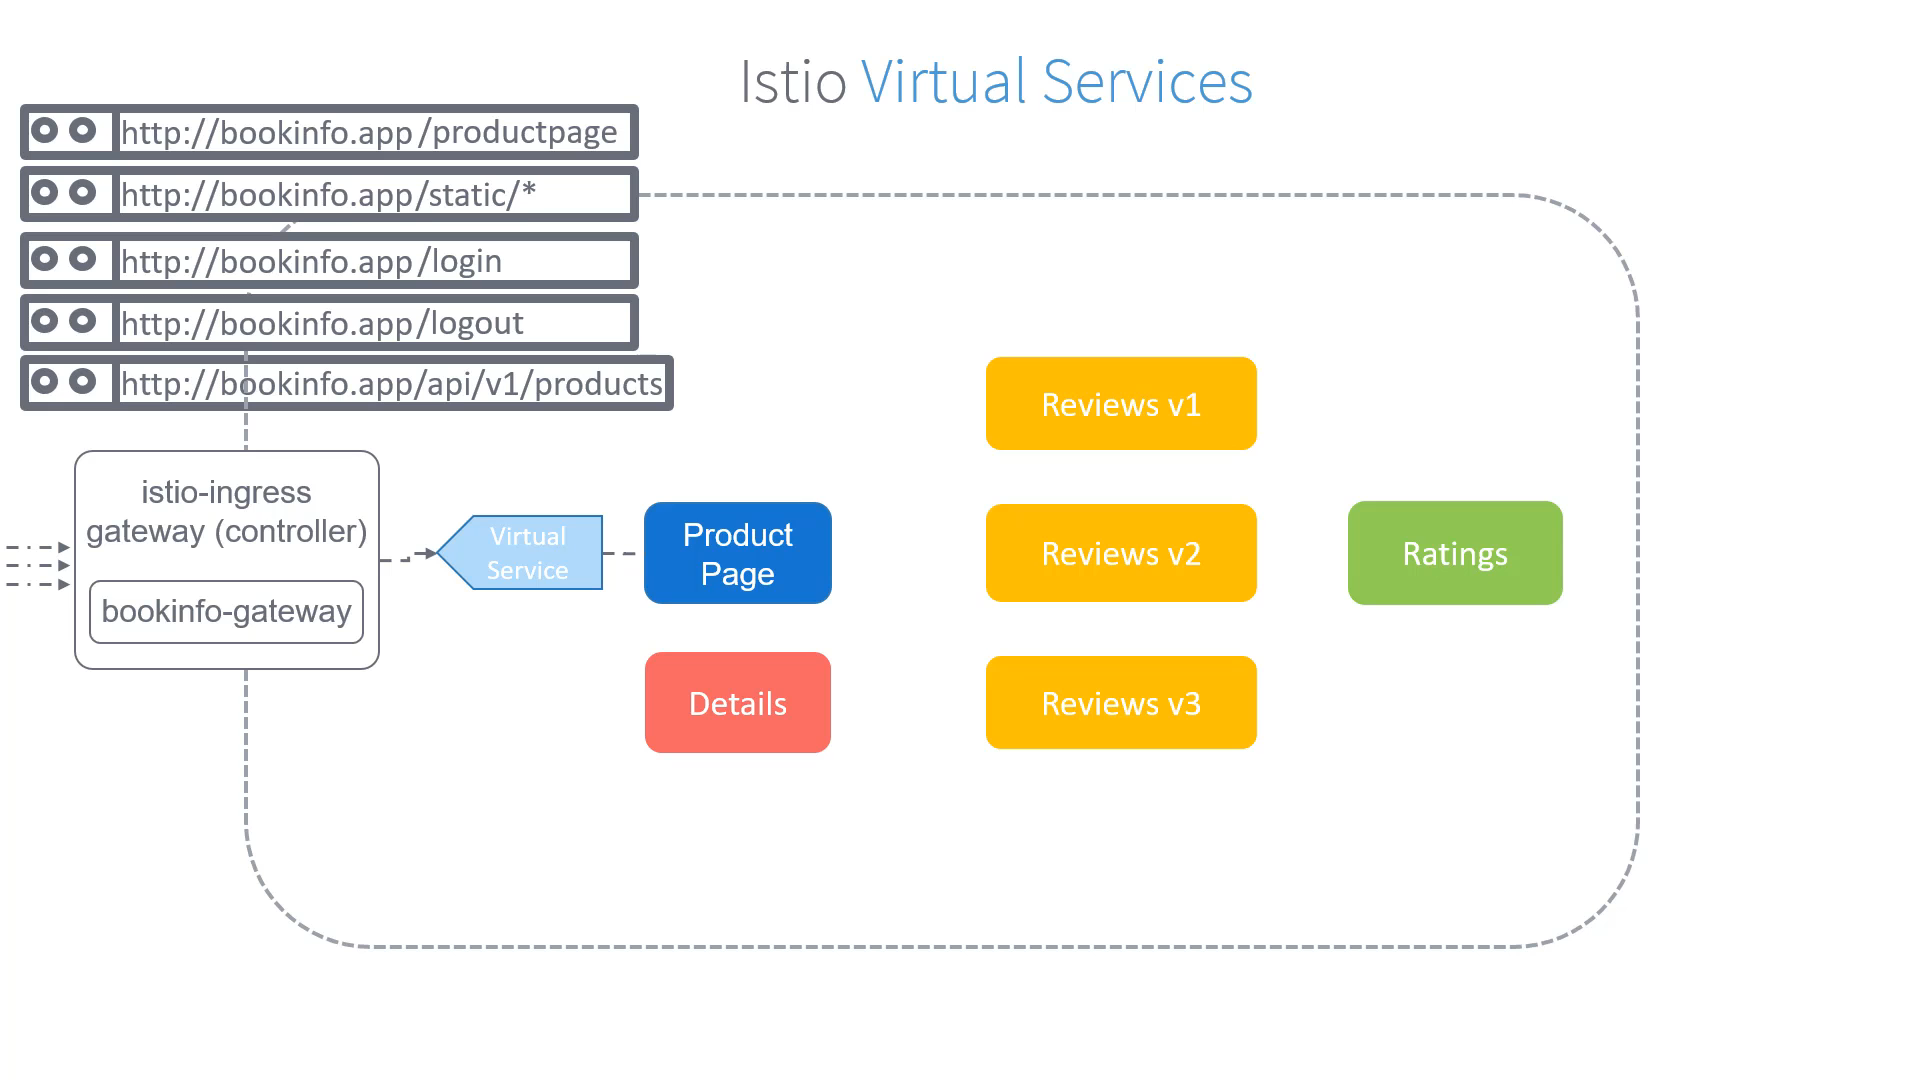 Istio Virtual Services
http://bookinfo.app/productpage
http://bookinfo.app/static/*
http://bookinfo.app/login
http://bookinfo.app/logout
http://bookinfo.app/api/v1/products
istio-ingress
gateway (controller)
bookinfo-gateway
Virtual
Service
Product
Page
Details
Reviews v1
Reviews v2
Reviews v3
Ratings